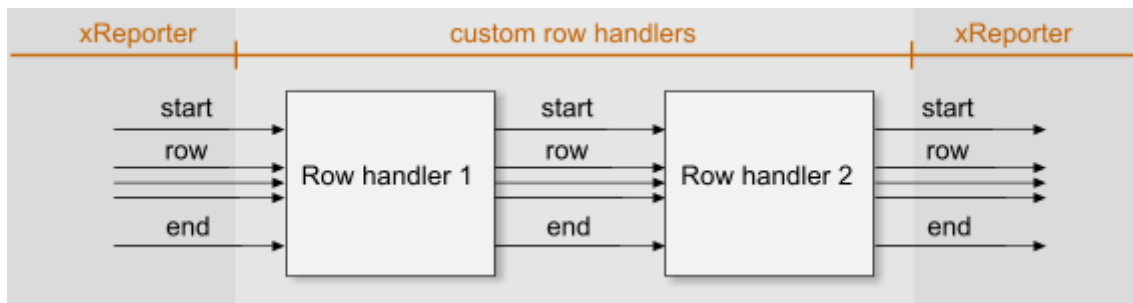 xReporter custom row handlers xReporter
start start start
row row row
Row handler 1 Row handler 2
end end end